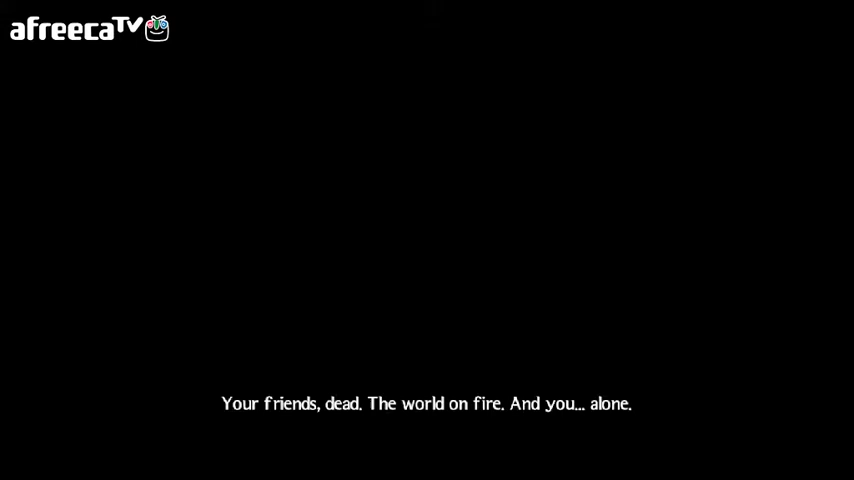 afreecaTV
Your friends, dead. The world on fire. And you... alone.